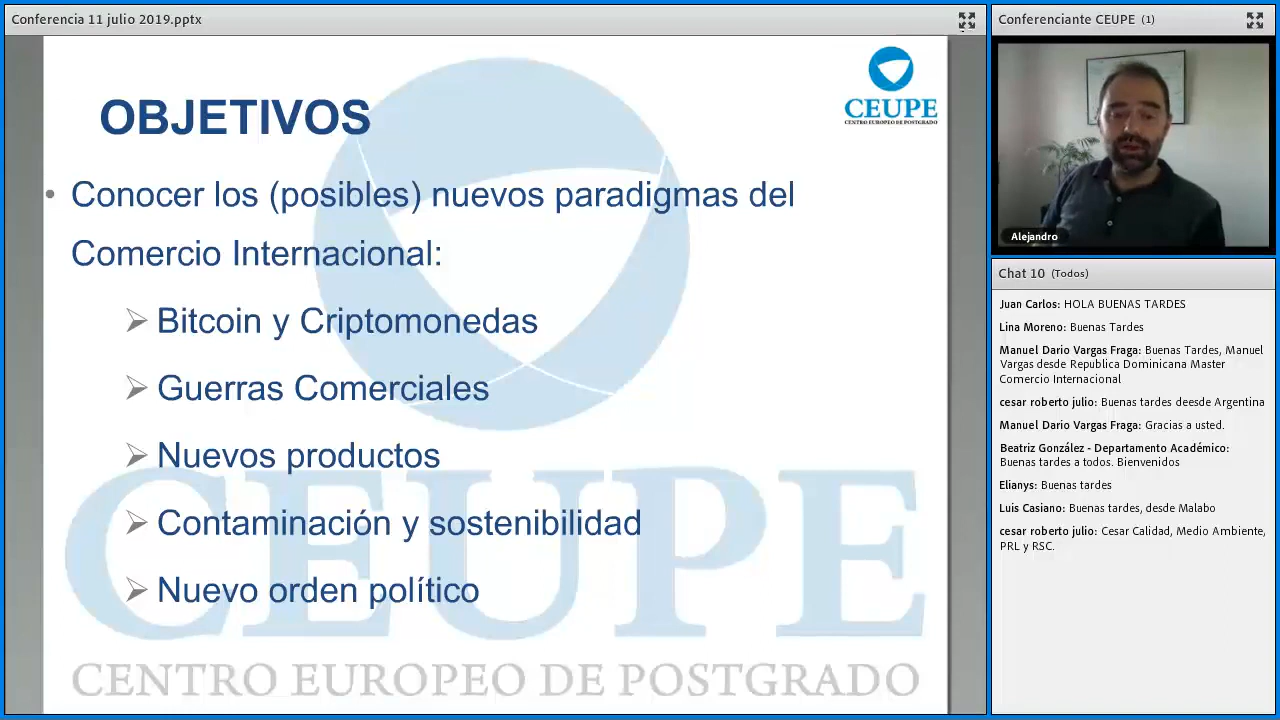 Conferencia 11 julio 2019.pptx
CEUPE
CENTRO EUROPEO DE POSTGRADO
OBJETIVOS
• Conocer los (posibles) nuevos paradigmas del
Comercio Internacional:
➢ Bitcoin y Criptomonedas
➢ Guerras Comerciales
➢ Nuevos productos
➢ Contaminación y sostenibilidad
➢ Nuevo orden político
CEUPE
CENTRO EUROPEO DE POSTGRADO
Conferenciante CEUPE (1)
Alejandro
Chat 10 (Todos)
Juan Carlos: HOLA BUENAS TARDES
Lina Moreno: Buenas Tardes
Manuel Dario Vargas Fraga: Buenas Tardes, Manuel
Vargas desde Republica Dominicana Master
Comercio Internacional
cesar roberto julio: Buenas tardes deesde Argentina
Manuel Dario Vargas Fraga: Gracias a usted.
Beatriz González - Departamento Académico:
Buenas tardes a todos. Bienvenidos
Elianys: Buenas tardes
Luis Casiano: Buenas tardes, desde Malabo
cesar roberto julio: Cesar Calidad, Medio Ambiente,
PRL y RSC.